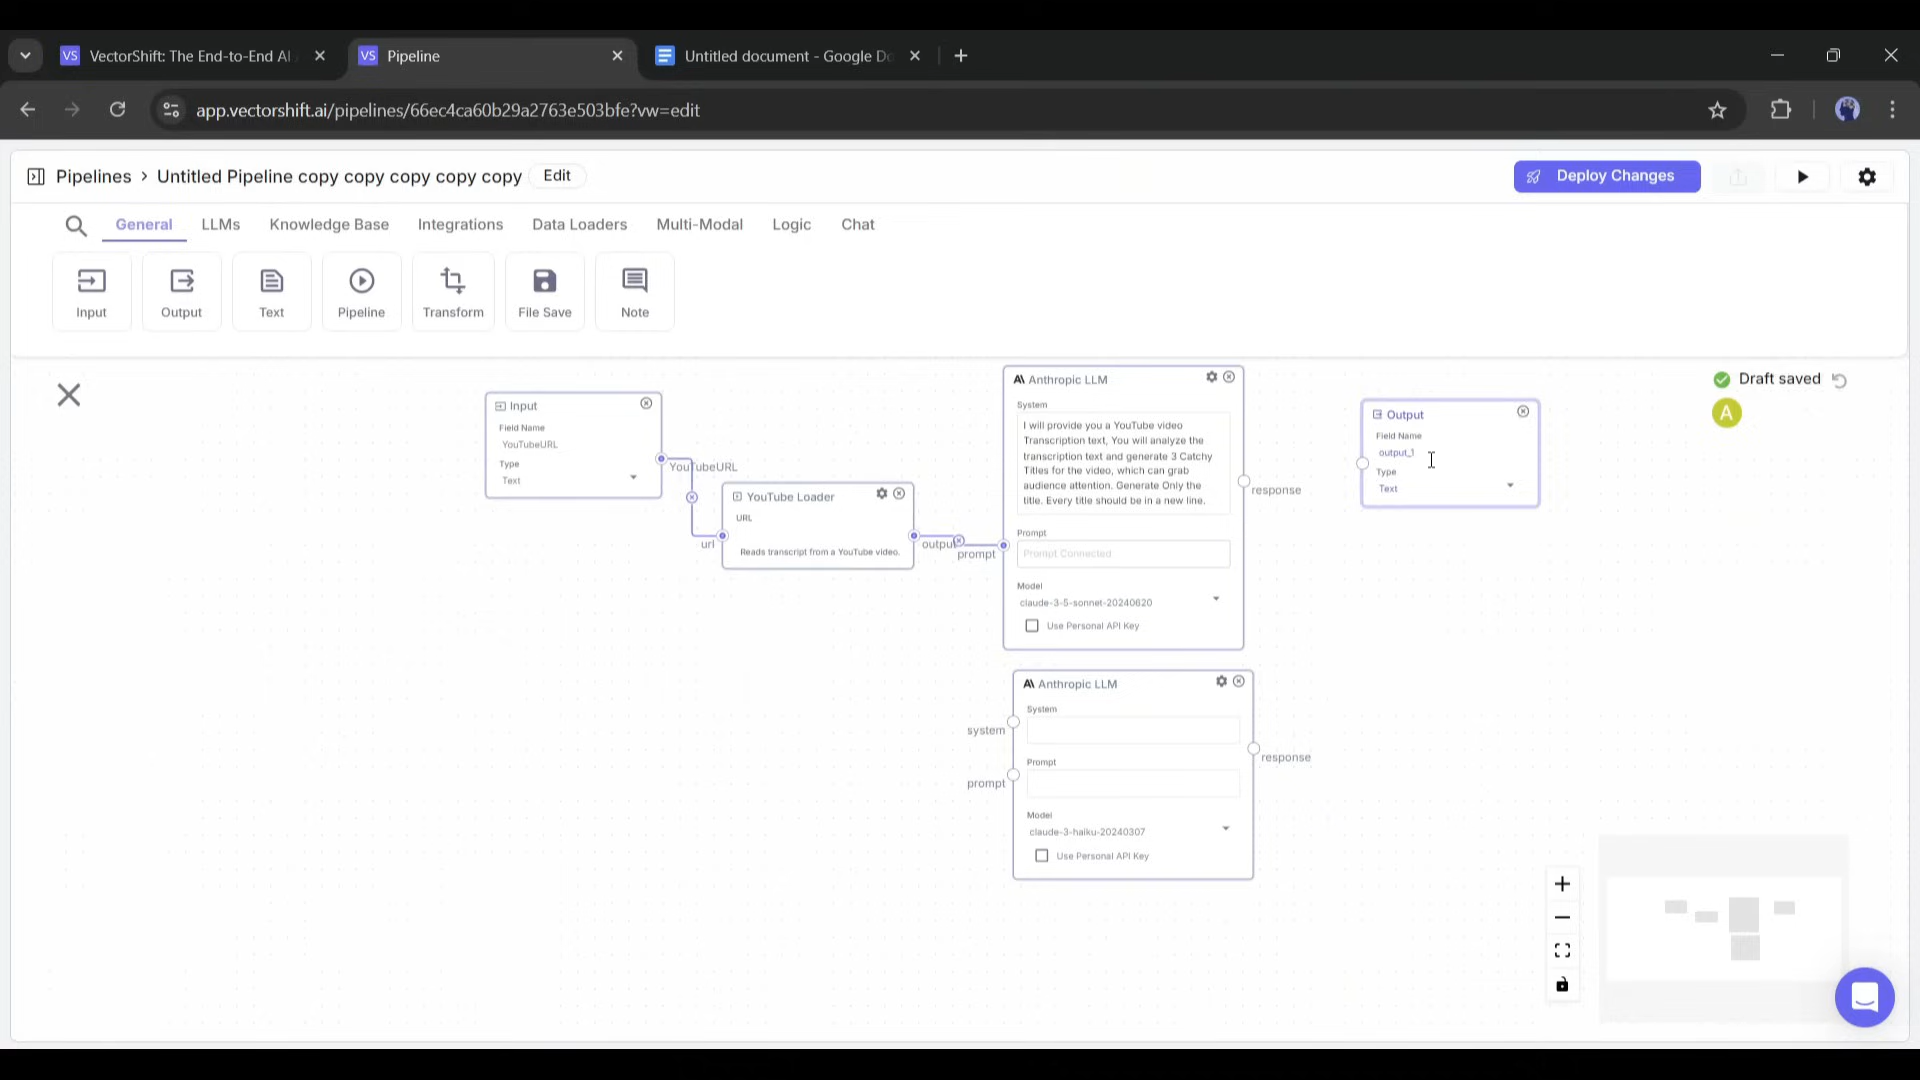 VS VectorShift: The End-to-End AI
VS Pipeline
Untitled document - Google Do
app.vectorshift.ai/pipelines/66ec4ca60b29a2763e503bfe?vw=edit
Pipelines > Untitled Pipeline copy copy copy copy copy Edit
Deploy Changes
General LLMs Knowledge Base Integrations Data Loaders Multi-Modal Logic Chat
Input Output Text Pipeline Transform File Save Note
Draft saved
A
Input
Field Name
YouTubeURL
Type
Text
YouTubeURL
YouTube Loader
URL
url
Reads transcript from a YouTube video.
output
prompt
Anthropic LLM
System
I will provide you a YouTube video
Transcription text, You will analyze the
transcription text and generate 3 Catchy
Titles for the video, which can grab
audience attention. Generate Only the
title. Every title should be in a new line.
response
Prompt
Prompt Connected
Model
claude-3-5-sonnet-20240620
Use Personal API Key
Output
Field Name
output_1
Type
Text
Anthropic LLM
System
system
Prompt
prompt
response
Model
claude-3-haiku-20240307
Use Personal API Key